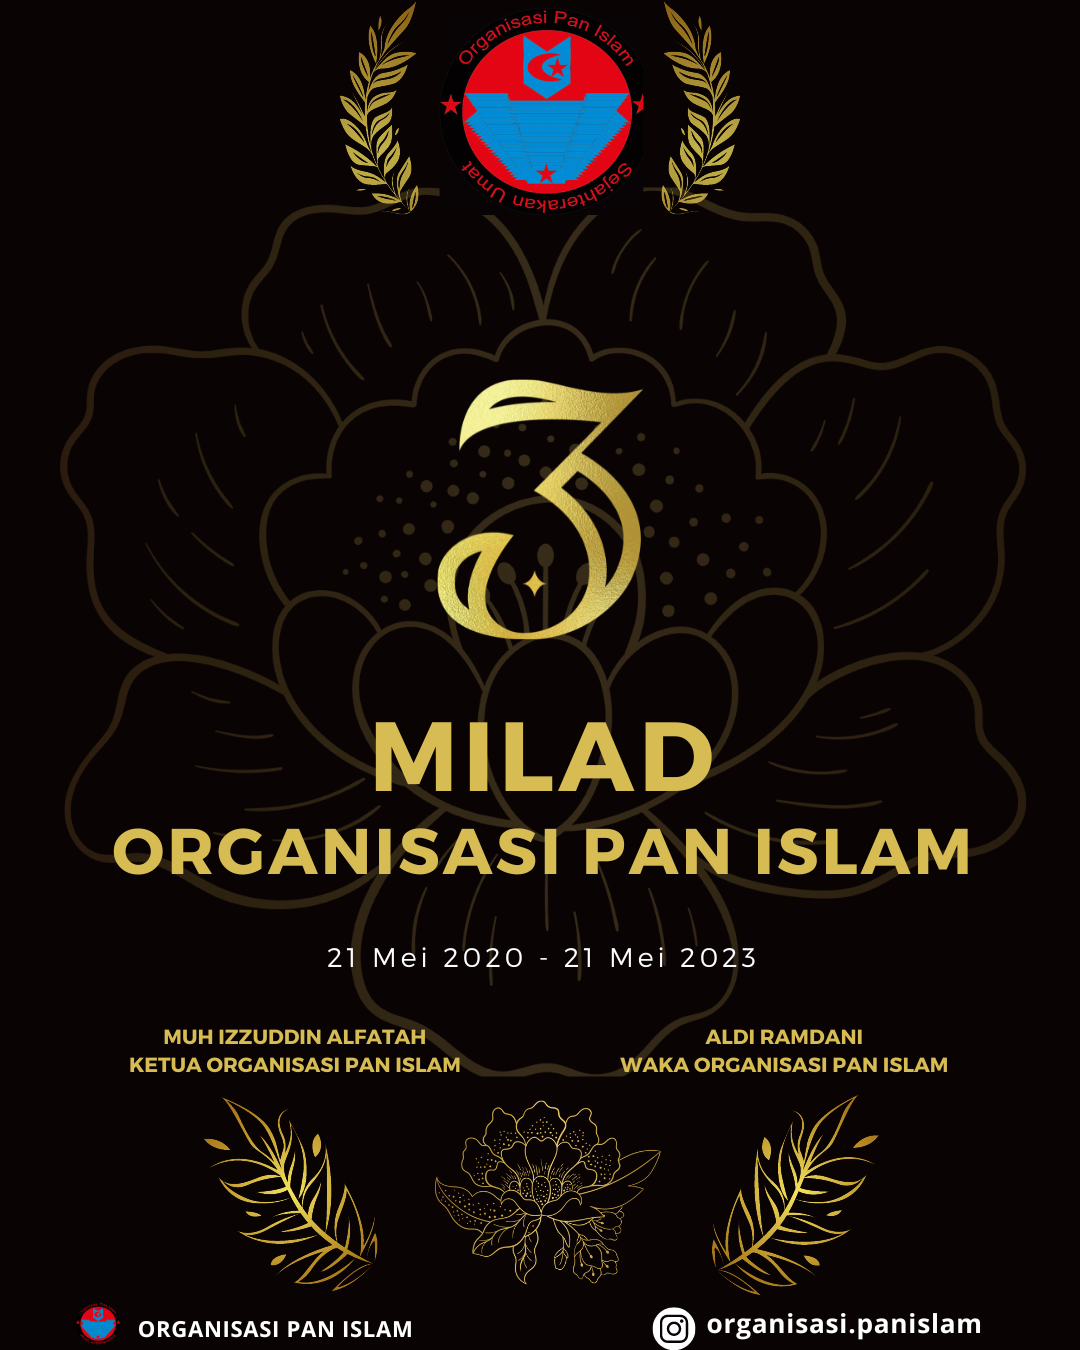 Organisasi Pan Islam
Sejahterakan Umat
3
MILAD
ORGANISASI PAN ISLAM
21 Mei 2020 - 21 Mei 2023
MUH IZZUDDIN ALFATAH
KETUA ORGANISASI PAN ISLAM
ALDI RAMDANI
WAKA ORGANISASI PAN ISLAM
ORGANISASI PAN ISLAM
organisasi.panislam